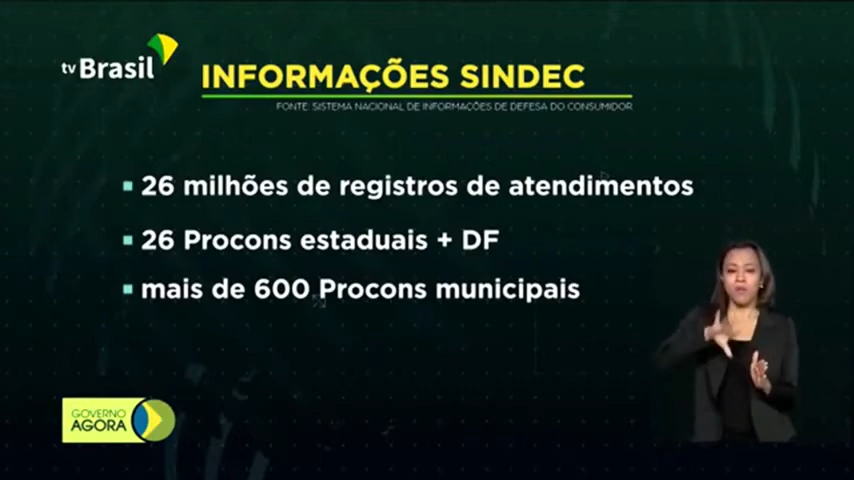 tv Brasil
INFORMAÇÕES SINDEC
FONTE: SISTEMA NACIONAL DE INFORMAÇÕES DE DEFESA DO CONSUMIDOR
26 milhões de registros de atendimentos
26 Procons estaduais + DF
mais de 600 Procons municipais
GOVERNO
AGORA